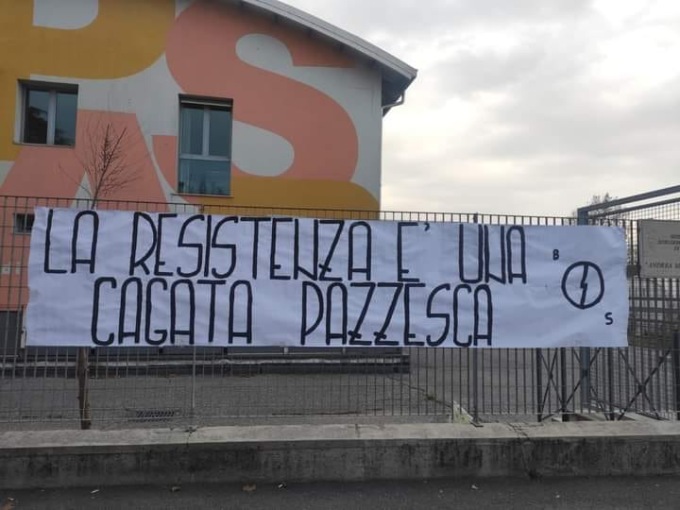 LA RESISTENZA E' UNA
CAGATA PAZZESCA
B
S